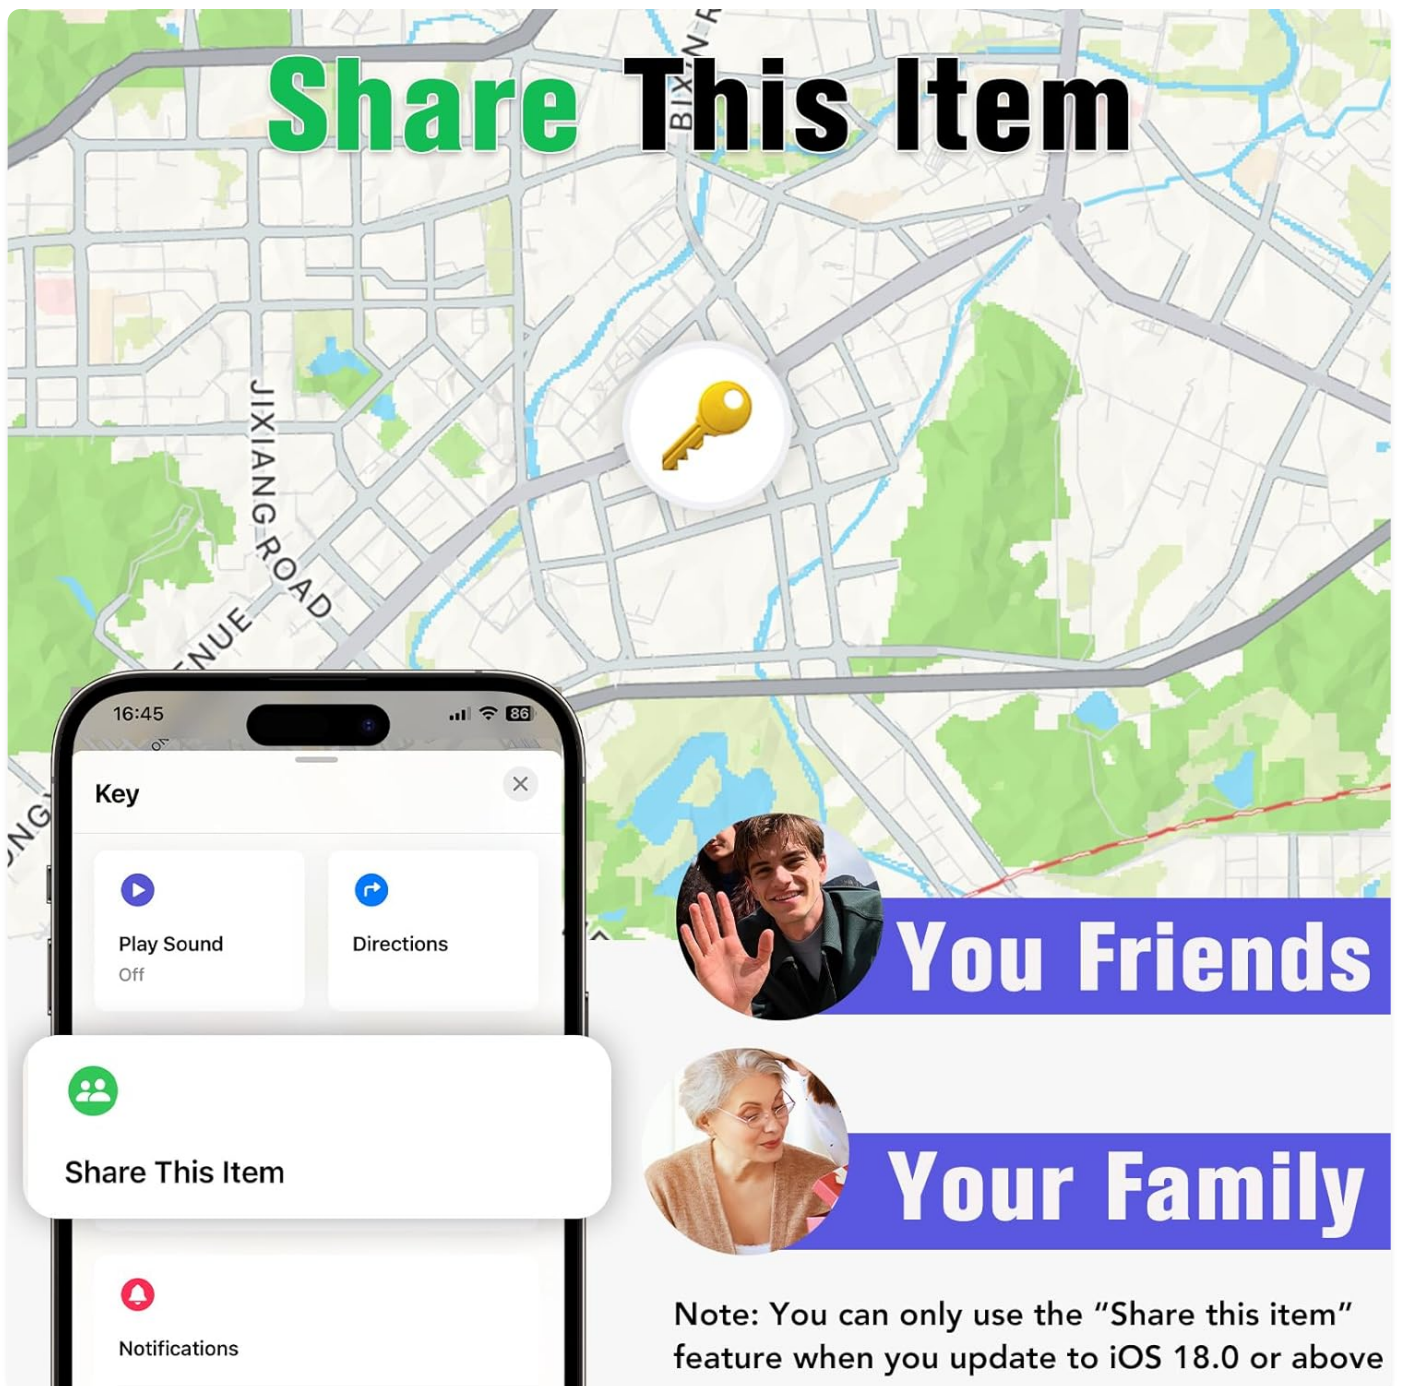 Share This Item
BIXIN R
JIXIANG ROAD
ENUE
16:45
86
ON
Key
Play Sound
Off
Directions
Share This Item
Notifications
You Friends
Your Family
Note: You can only use the “Share this item”
feature when you update to iOS 18.0 or above